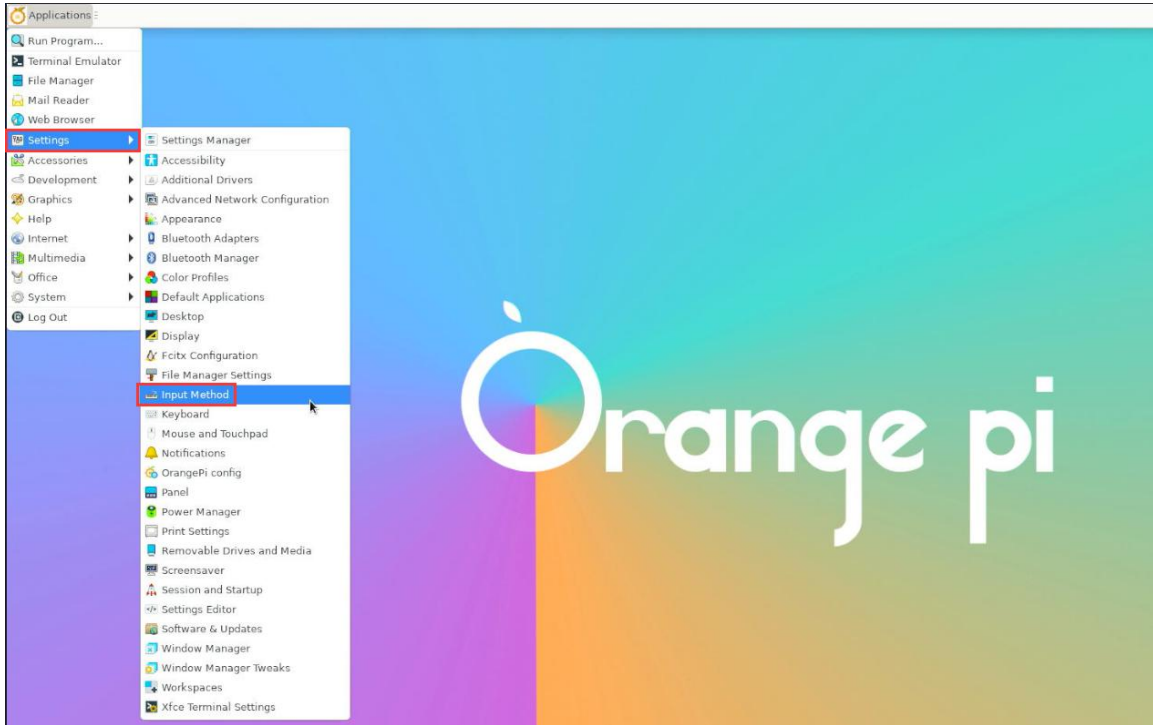 Applications
Run Program...
Terminal Emulator
File Manager
Mail Reader
Web Browser
Settings
Accessories
Development
Graphics
Help
Internet
Multimedia
Office
System
Log Out
Settings Manager
Accessibility
Additional Drivers
Advanced Network Configuration
Appearance
Bluetooth Adapters
Bluetooth Manager
Color Profiles
Default Applications
Desktop
Display
Fcitx Configuration
File Manager Settings
Input Method
Keyboard
Mouse and Touchpad
Notifications
OrangePi config
Panel
Power Manager
Print Settings
Removable Drives and Media
Screensaver
Session and Startup
Settings Editor
Software & Updates
Window Manager
Window Manager Tweaks
Workspaces
Xfce Terminal Settings
Orange pi